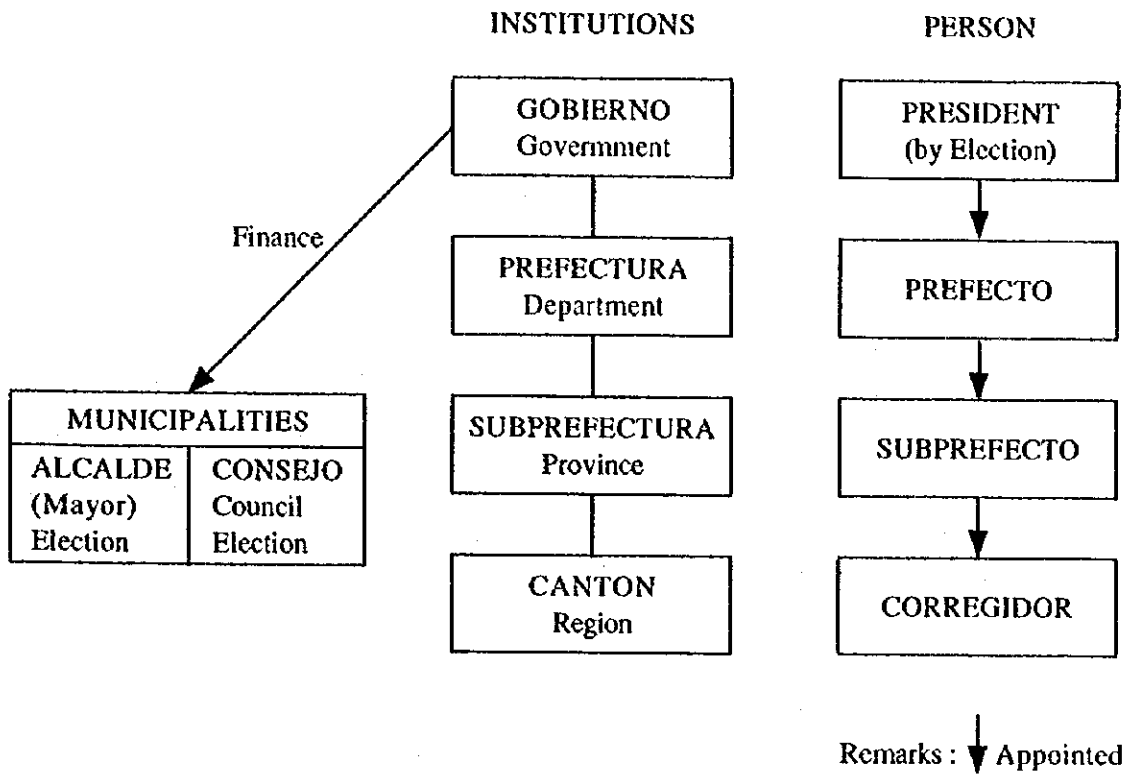 INSTITUTIONS
PERSON
GOBIERNO
Government
PRESIDENT
(by Election)
Finance
PREFECTURA
Department
PREFECTO
MUNICIPALITIES
ALCALDE
(Mayor)
Election
CONSEJO
Council
Election
SUBPREFECTURA
Province
SUBPREFECTO
CANTON
Region
CORREGIDOR
Remarks : Appointed